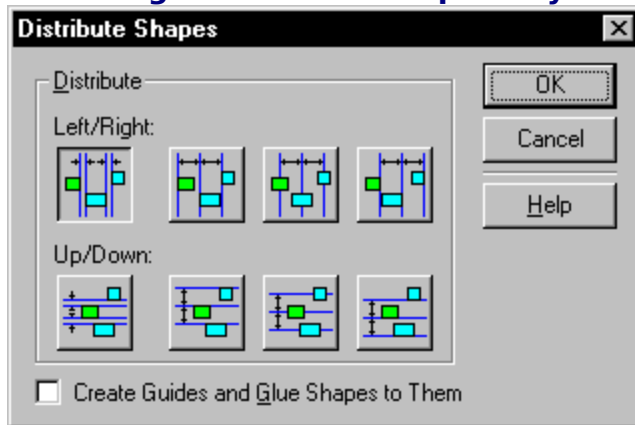 Distribute Shapes
Distribute
OK
Left/Right:
Cancel
Help
Up/Down:
Create Guides and Glue Shapes to Them